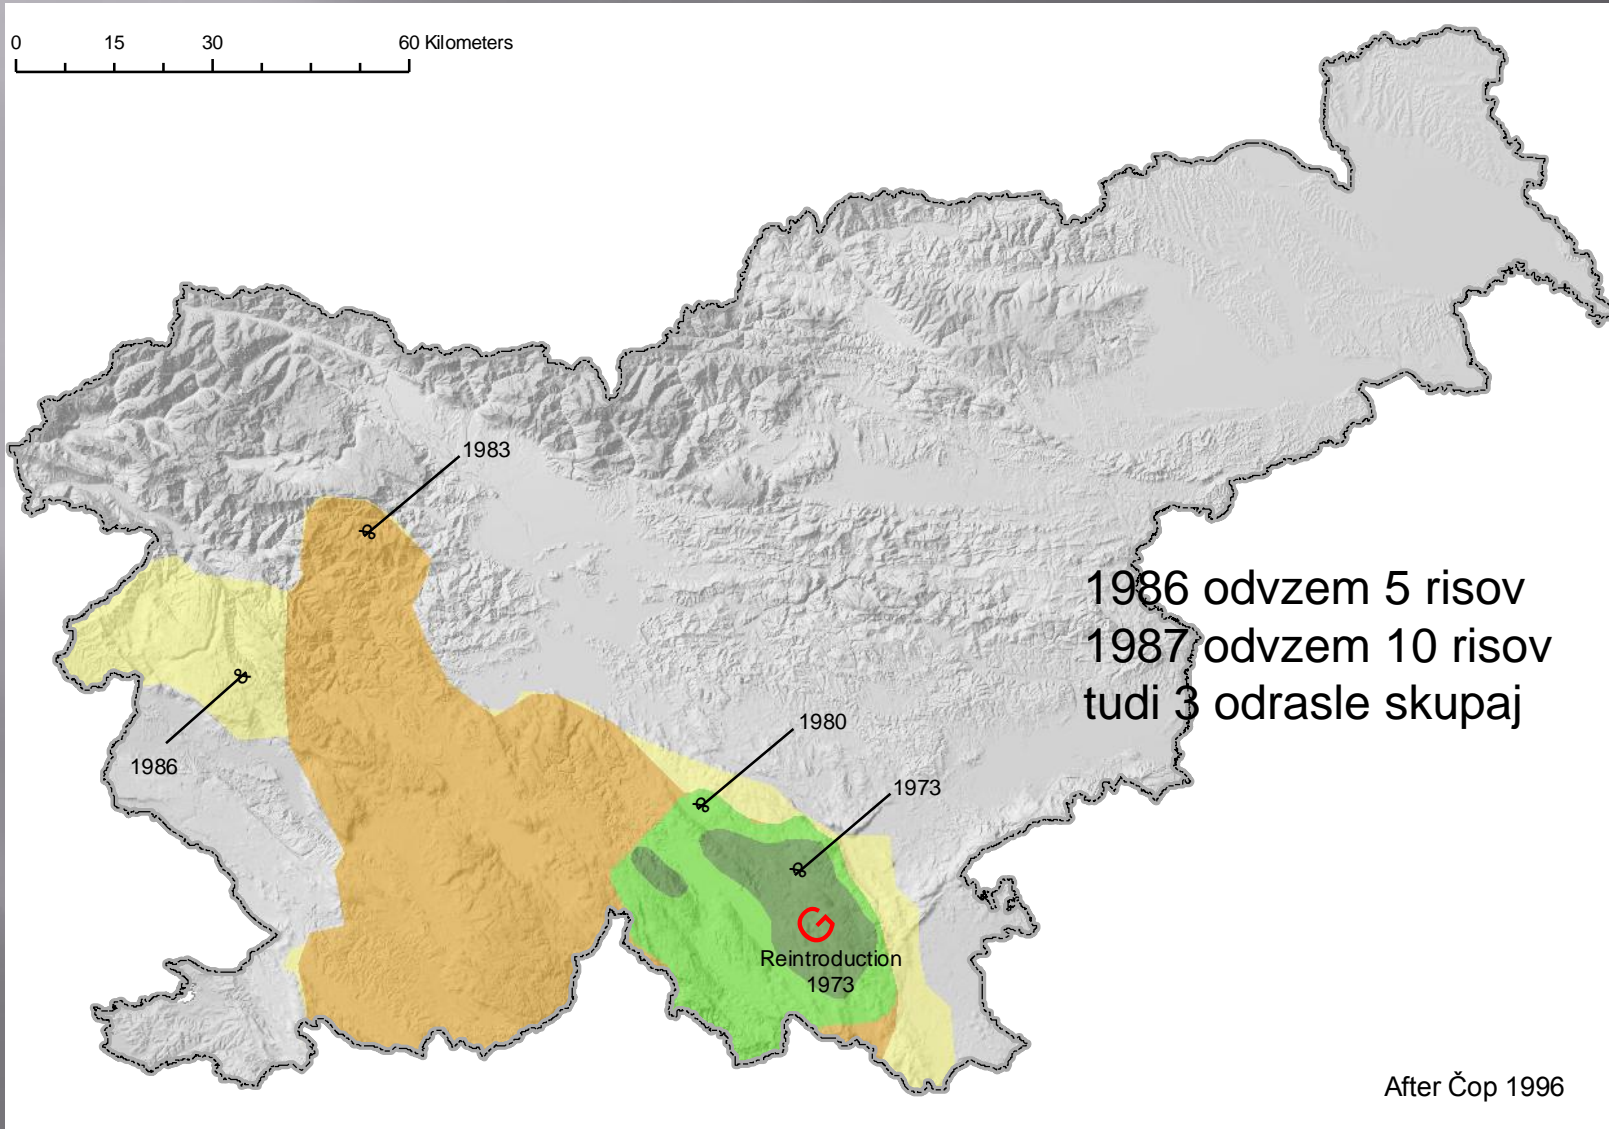 0 15 30 60 Kilometers
1983
1986 odvzem 5 risov
1987 odvzem 10 risov
tudi 3 odrasle skupaj
1980
1986
1973
Reintroduction
1973
After Čop 1996